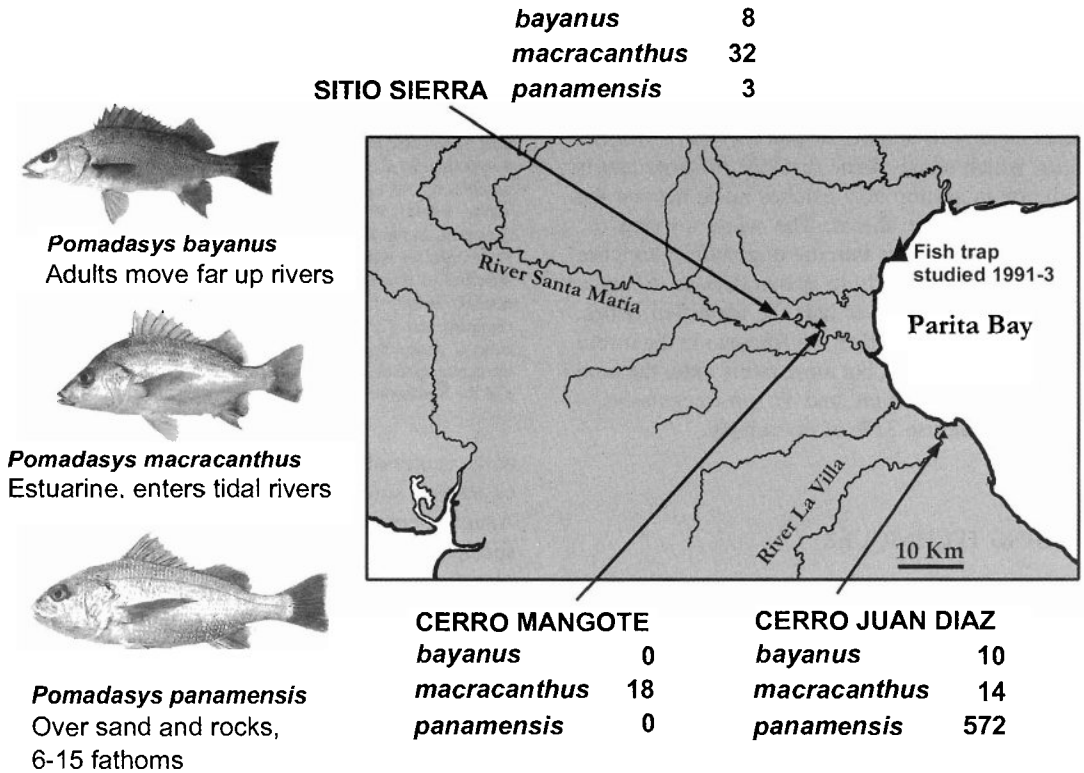 bayanus 8
macracanthus 32
SITIO SIERRA panamensis 3
Pomadasys bayanus
Adults move far up rivers
Pomadasys macracanthus
Estuarine. enters tidal rivers
Pomadasys panamensis
Over sand and rocks,
6-15 fathoms
River Santa María
Fish trap
studied 1991-3
Parita Bay
River La Villa
10 Km
CERRO MANGOTE
bayanus 0
macracanthus 18
panamensis 0
CERRO JUAN DIAZ
bayanus 10
macracanthus 14
panamensis 572